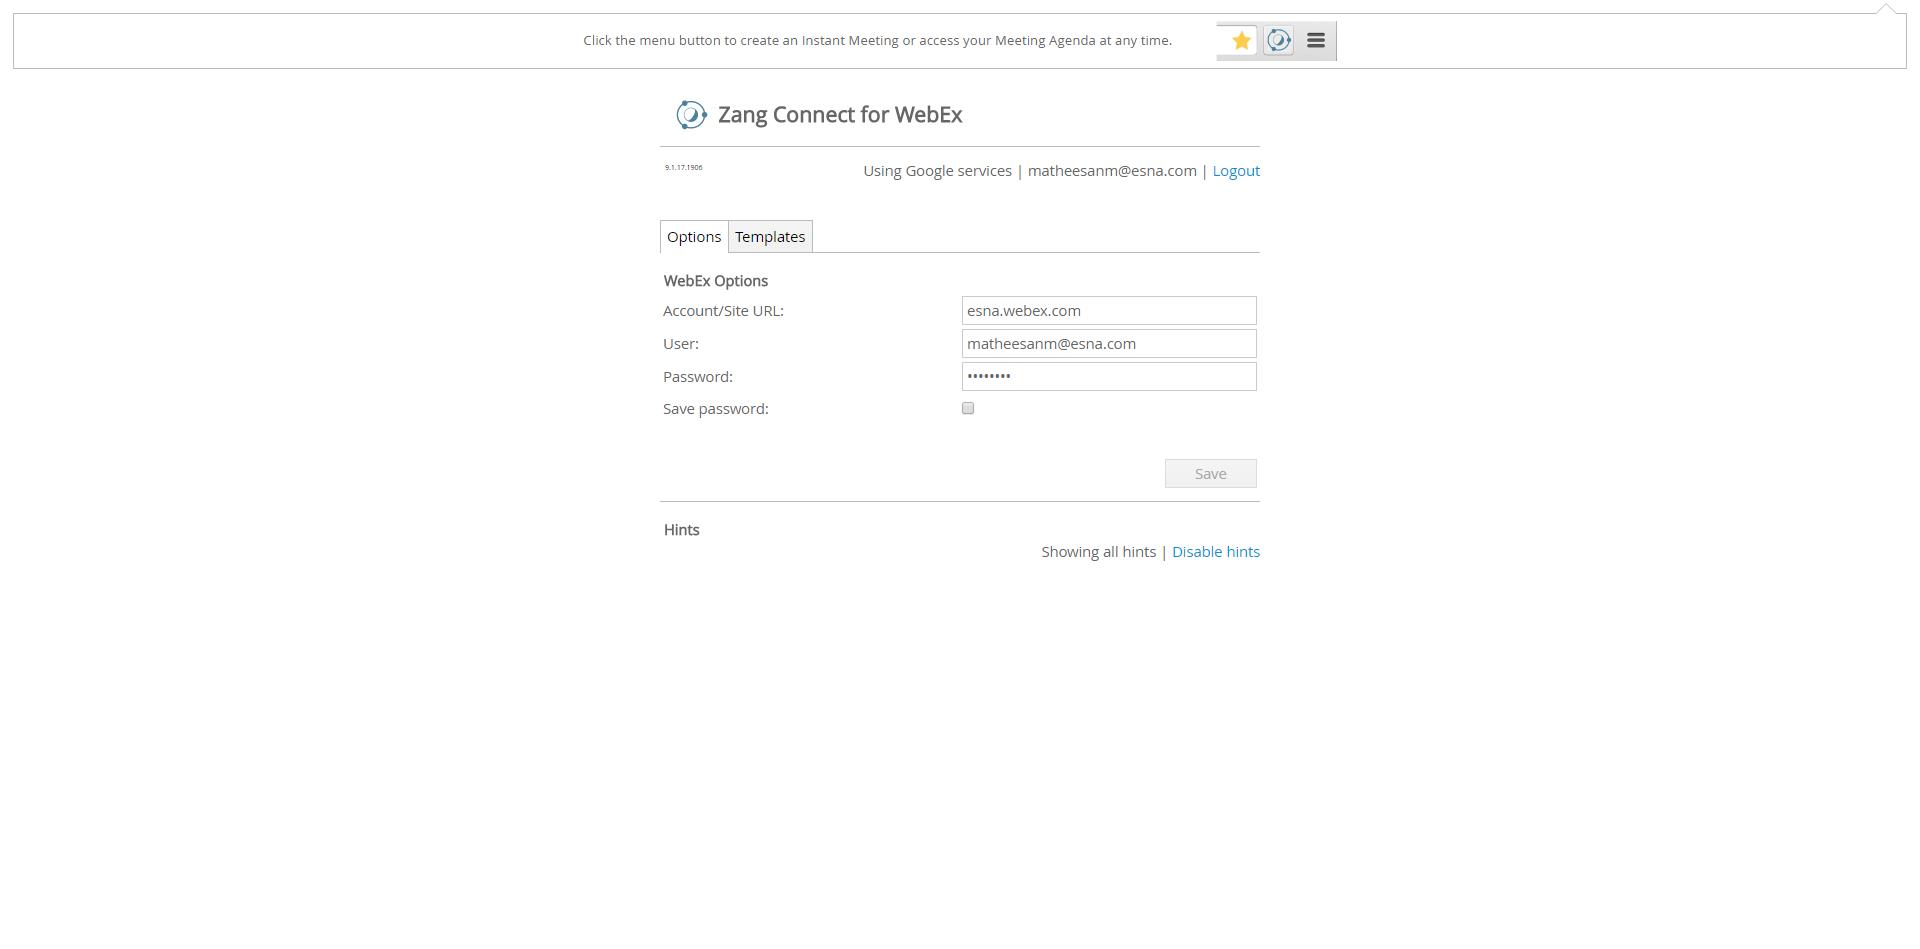 Click the menu button to create an Instant Meeting or access your Meeting Agenda at any time.
Zang Connect for WebEx
9.1.17.1906
Using Google services | matheesanm@esna.com | Logout
Options Templates
WebEx Options
Account/Site URL: esna.webex.com
User: matheesanm@esna.com
Password: ••••••••
Save password:
Save
Hints
Showing all hints | Disable hints